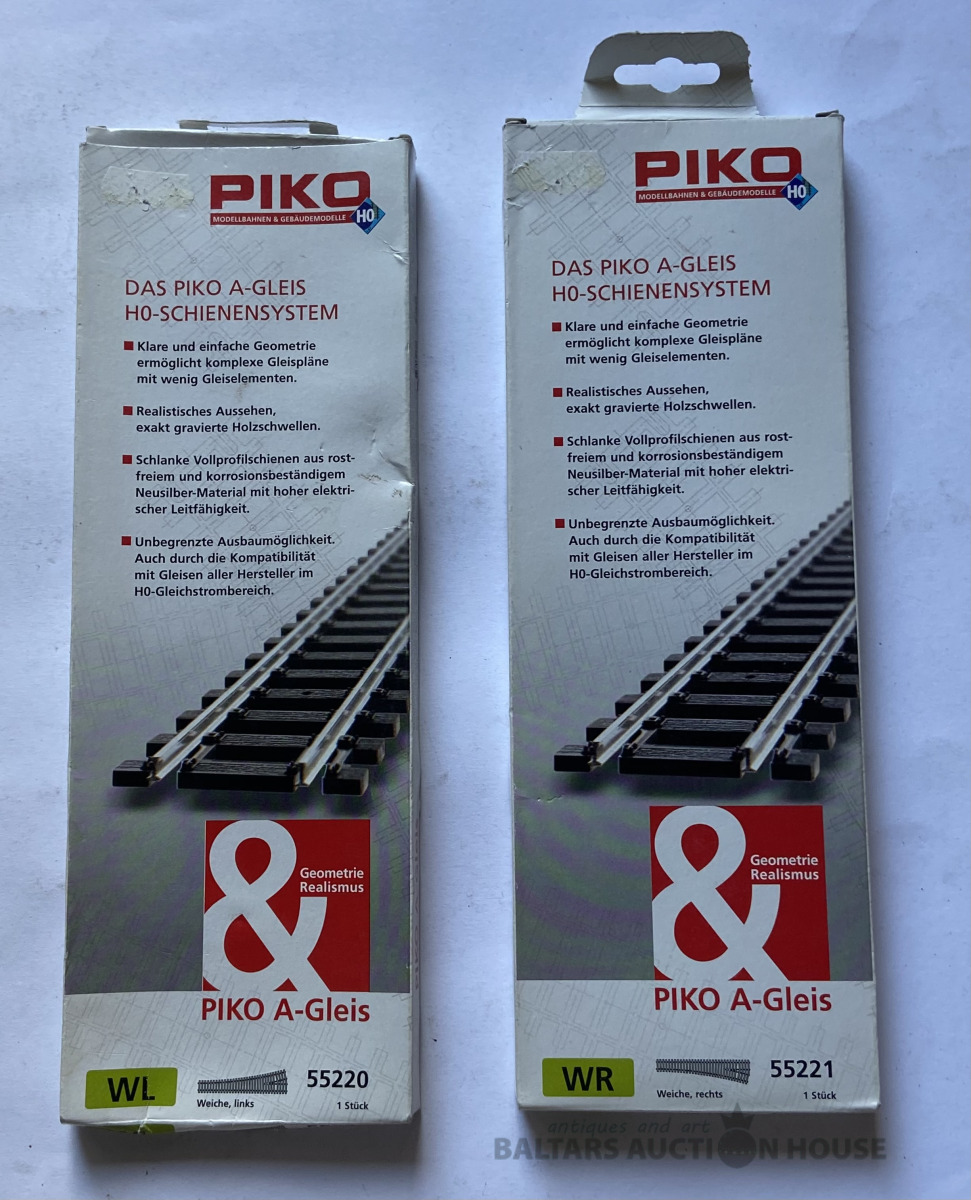 PIKO
MODELLBAHNEN & GEBÄUDEMODELLE
H0
DAS PIKO A-GLEIS
H0-SCHIENENSYSTEM
Klare und einfache Geometrie
ermöglicht komplexe Gleispläne
mit wenig Gleiselementen.
Realistisches Aussehen,
exakt gravierte Holzschwellen.
Schlanke Vollprofilschienen aus rost-
freiem und korrosionsbeständigem
Neusilber-Material mit hoher elektri-
scher Leitfähigkeit.
Unbegrenzte Ausbaumöglichkeit.
Auch durch die Kompatibilität
mit Gleisen aller Hersteller im
H0-Gleichstrombereich.
&
Geometrie
Realismus
PIKO A-Gleis
WL
Weiche, links
55220
1 Stück
PIKO
MODELLBAHNEN & GEBÄUDEMODELLE
H0
DAS PIKO A-GLEIS
H0-SCHIENENSYSTEM
Klare und einfache Geometrie
ermöglicht komplexe Gleispläne
mit wenig Gleiselementen.
Realistisches Aussehen,
exakt gravierte Holzschwellen.
Schlanke Vollprofilschienen aus rost-
freiem und korrosionsbeständigem
Neusilber-Material mit hoher elektri-
scher Leitfähigkeit.
Unbegrenzte Ausbaumöglichkeit.
Auch durch die Kompatibilität
mit Gleisen aller Hersteller im
H0-Gleichstrombereich.
&
Geometrie
Realismus
PIKO A-Gleis
WR
Weiche, rechts
55221
1 Stück
antiques and art
BALTARS AUCTION HOUSE